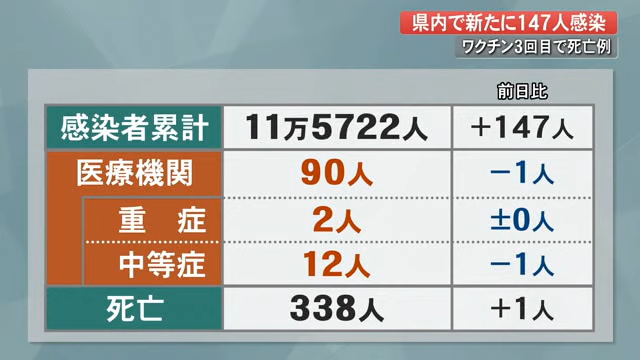 県内で新たに147人感染
ワクチン3回目で死亡例
前日比
感染者累計 11万5722人 +147人
医療機関 90人 -1人
重 症 2人 ±0人
中等症 12人 -1人
死亡 338人 +1人